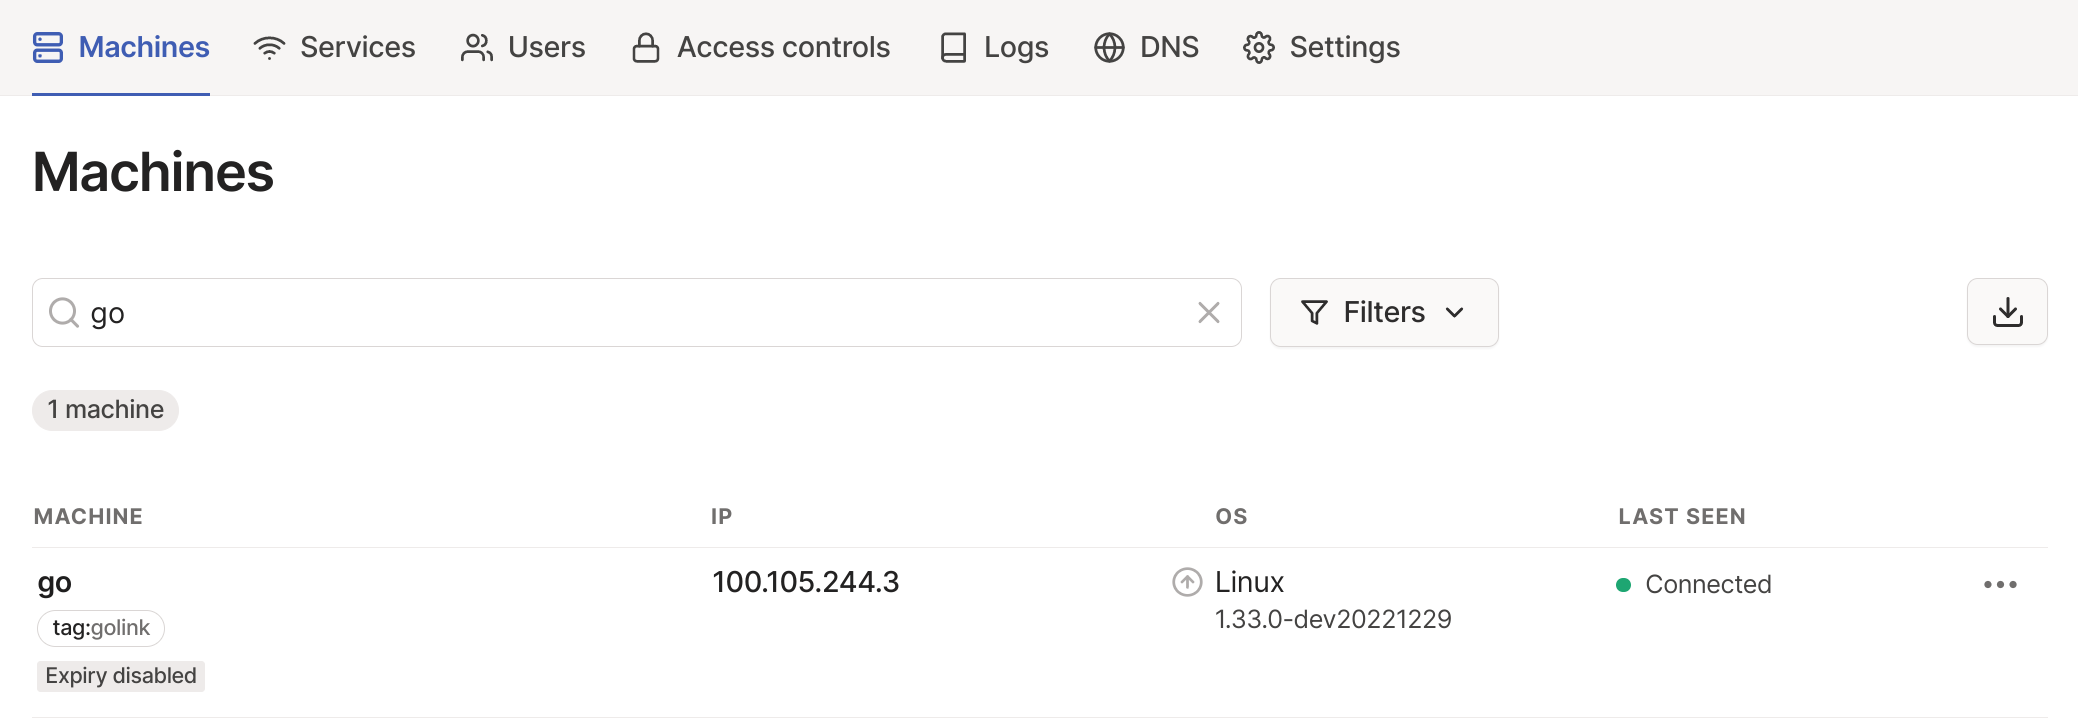 Machines Services Users Access controls Logs DNS Settings
Machines
go
Filters
1 machine
MACHINE IP OS LAST SEEN
go 100.105.244.3 Linux Connected
1.33.0-dev20221229
tag:golink
Expiry disabled